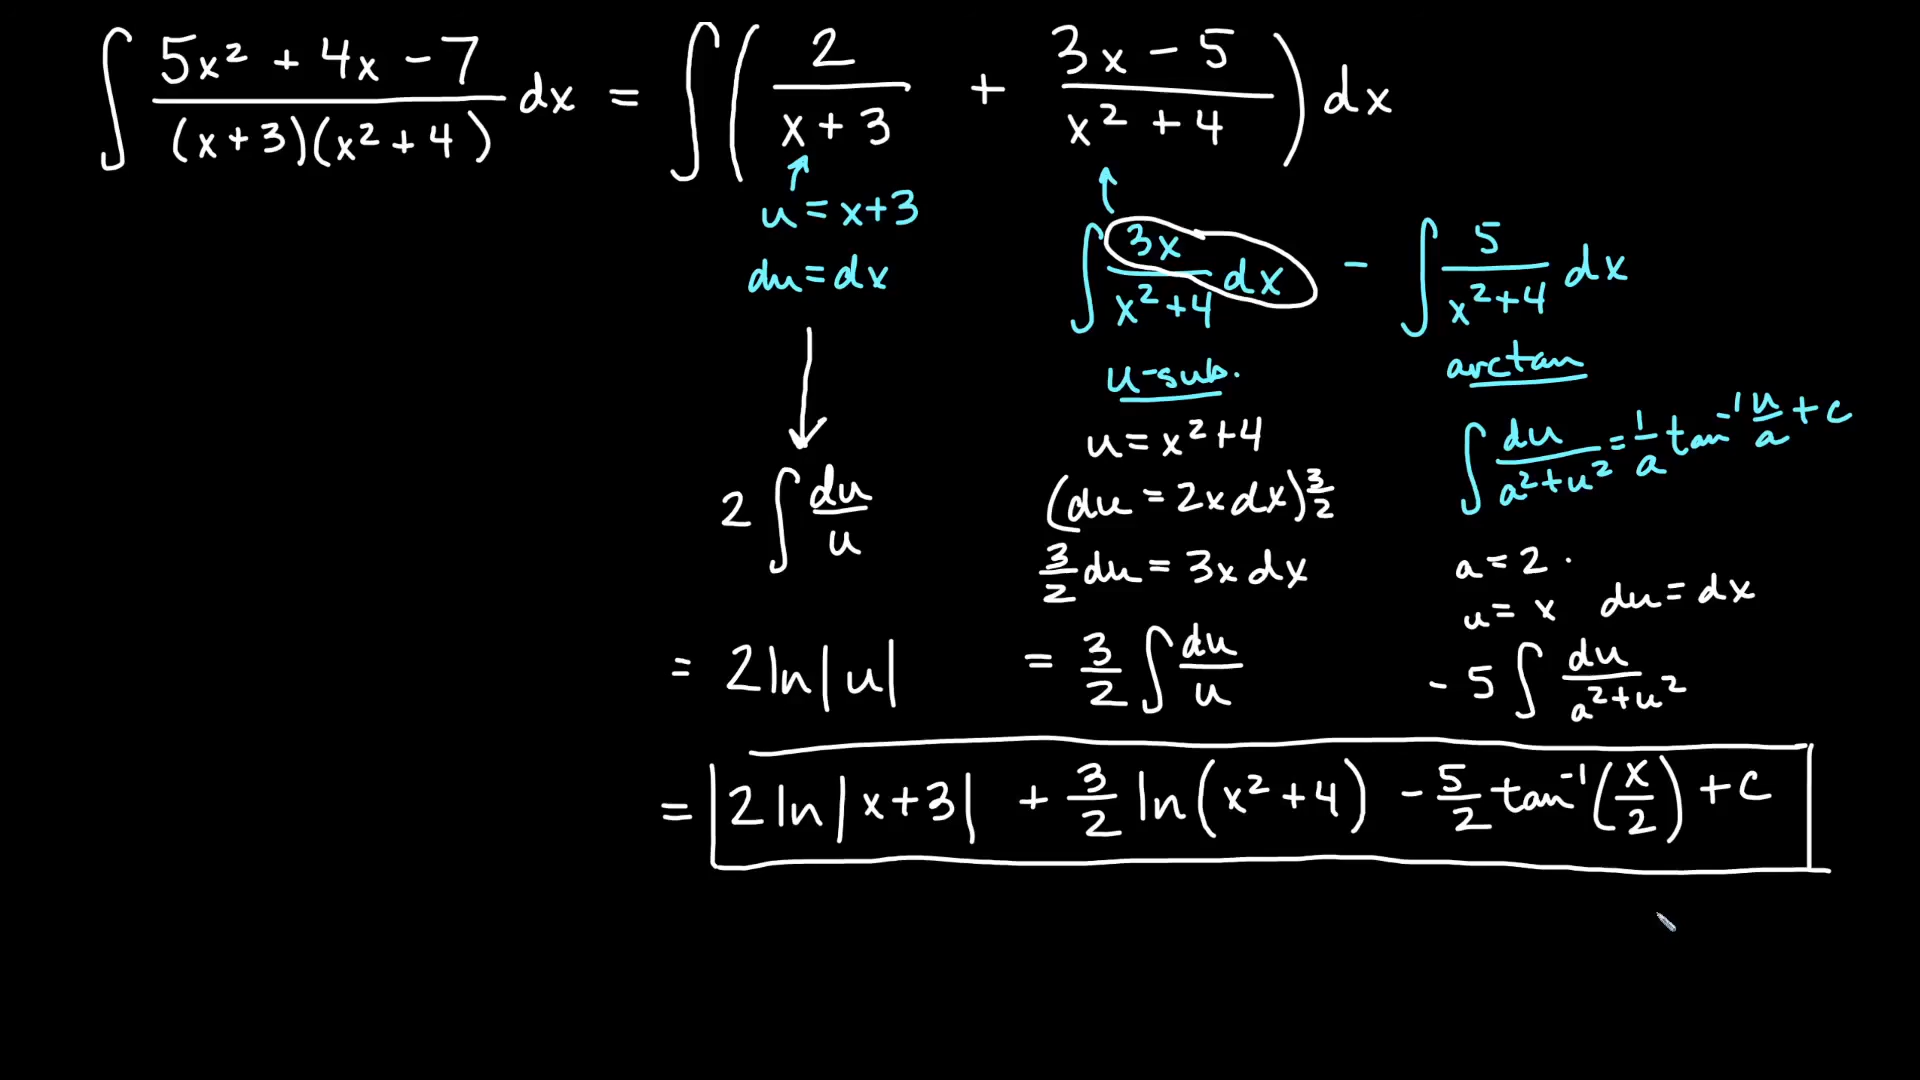 ∫ (5x² + 4x − 7)/((x+3)(x²+4)) dx = ∫ ( 2/(x+3) + (3x − 5)/(x²+4) ) dx
u = x+3
du = dx
∫ 3x/(x²+4) dx − ∫ 5/(x²+4) dx
u-sub.
arctan
u = x²+4
∫ du/(a²+u²) = 1/a tan⁻¹ u/a + c
2 ∫ du/u
(du = 2x dx) 3/2
3/2 du = 3x dx
a = 2
u = x du = dx
= 2 ln|u|
= 3/2 ∫ du/u
− 5 ∫ du/(a²+u²)
= 2 ln|x+3| + 3/2 ln(x²+4) − 5/2 tan⁻¹(x/2) + c